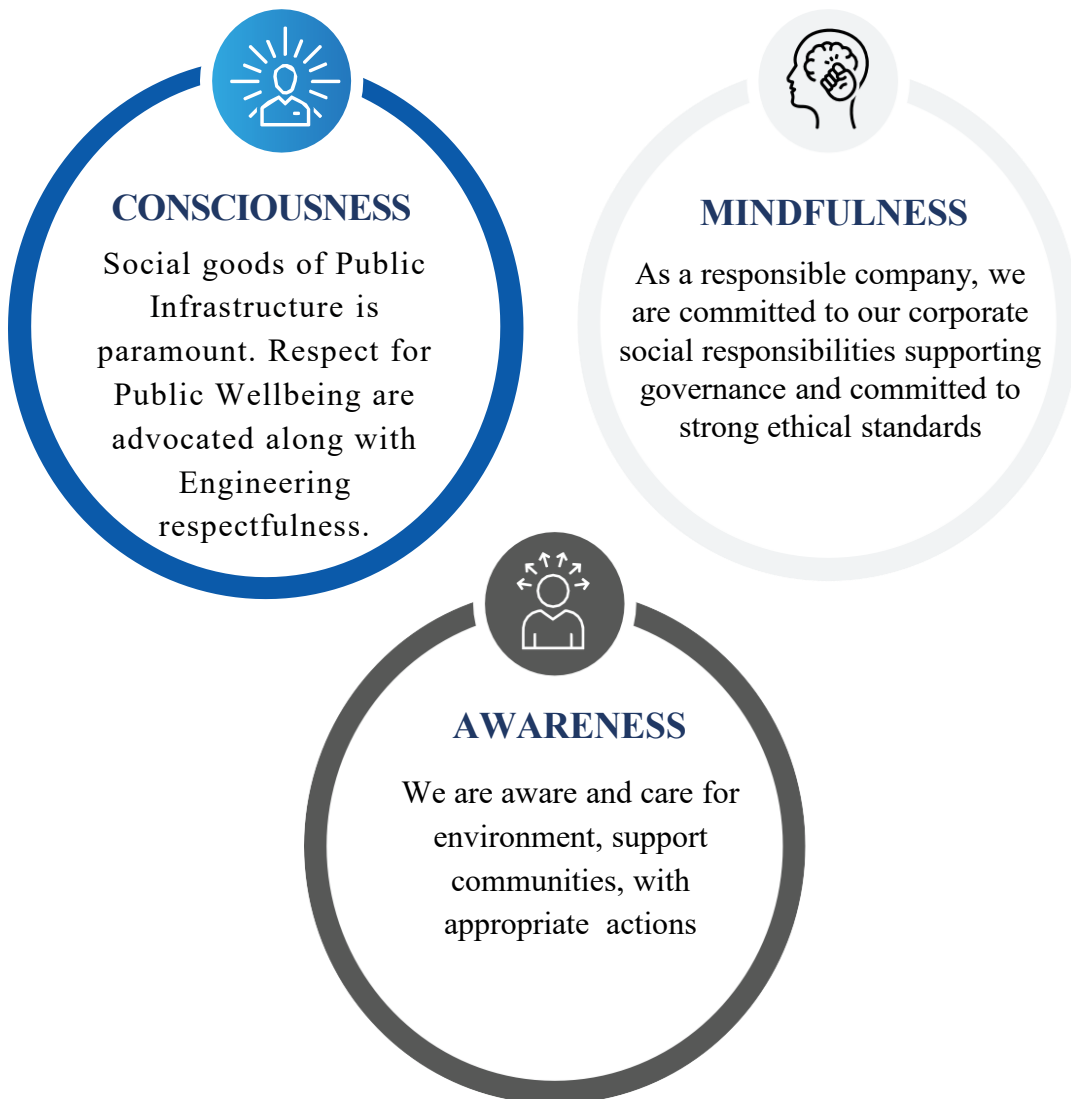 CONSCIOUSNESS
Social goods of Public
Infrastructure is
paramount. Respect for
Public Wellbeing are
advocated along with
Engineering
respectfulness.
MINDFULNESS
As a responsible company, we
are committed to our corporate
social responsibilities supporting
governance and committed to
strong ethical standards
AWARENESS
We are aware and care for
environment, support
communities, with
appropriate  actions